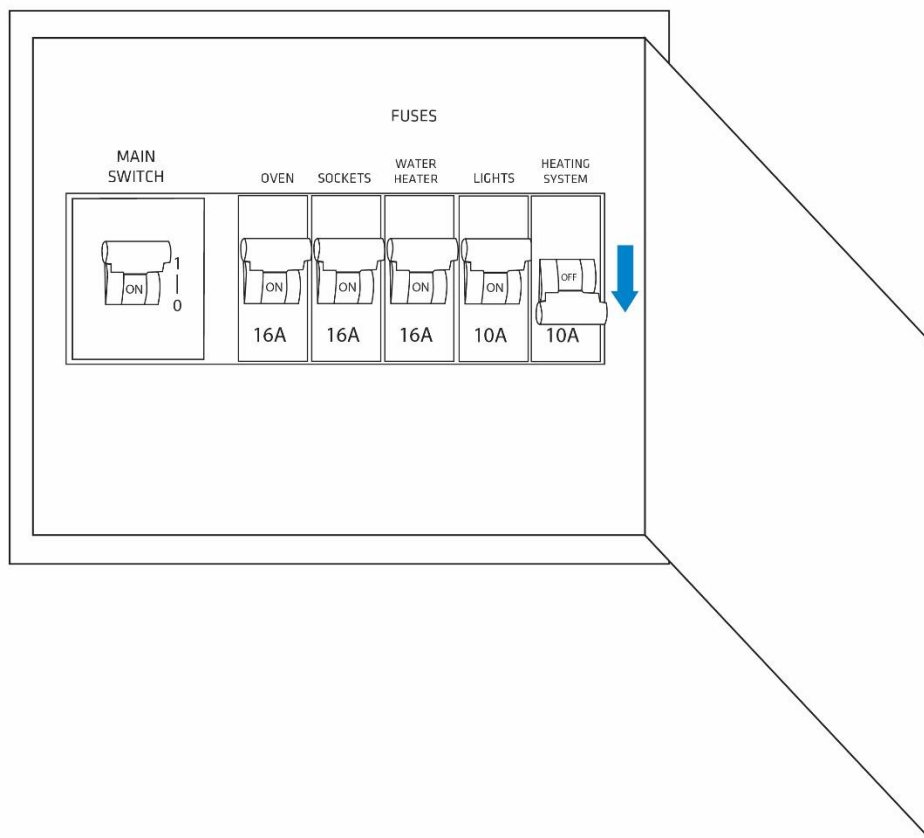 FUSES
MAIN
SWITCH
OVEN
SOCKETS
WATER
HEATER
LIGHTS
HEATING
SYSTEM
1
0
ON
ON
ON
ON
ON
OFF
16A
16A
16A
10A
10A